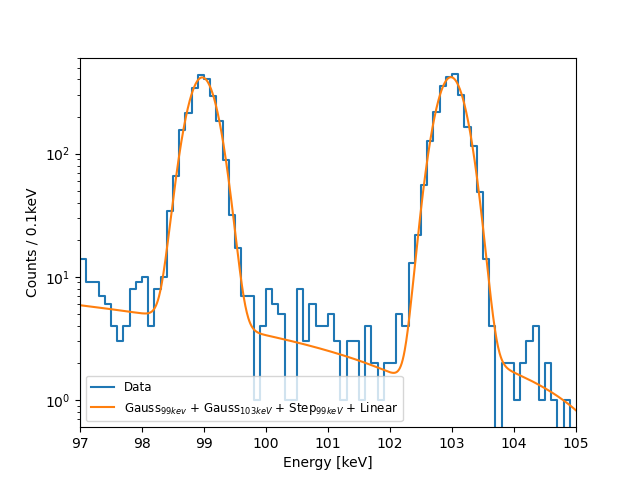 10²
10¹
10⁰
Counts / 0.1keV
Data
Gauss₉₉ₖₑᵥ + Gauss₁₀₃ₖₑV + Step₉₉ₖₑV + Linear
97 98 99 100 101 102 103 104 105
Energy [keV]